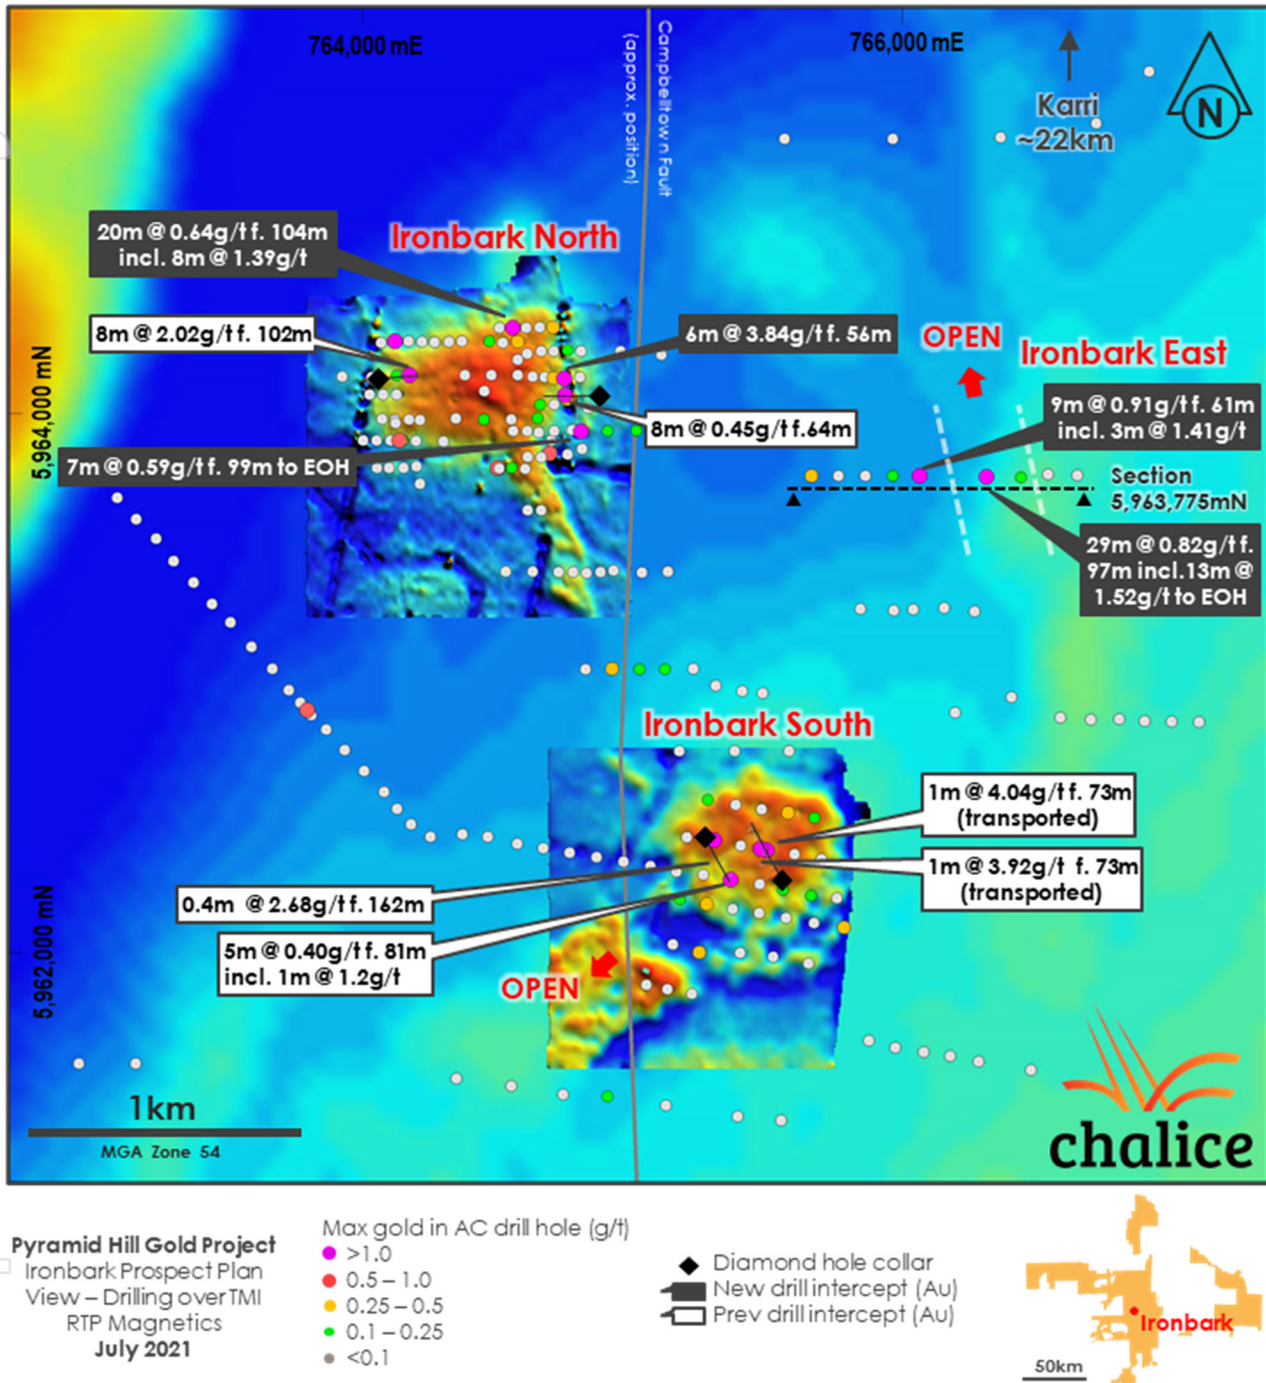 764,000 mE
766,000 mE
Campbelltown Fault
(approx. position)
N
Karri
~22km
Ironbark North
20m @ 0.64g/t f. 104m
incl. 8m @ 1.39g/t
8m @ 2.02g/t f. 102m
6m @ 3.84g/t f. 56m
OPEN
Ironbark East
9m @ 0.91g/t f. 61m
incl. 3m @ 1.41g/t
8m @ 0.45g/t f.64m
5,964,000 mN
7m @ 0.59g/t f. 99m to EOH
Section
5,963,775mN
29m @ 0.82g/t f.
97m incl.13m @
1.52g/t to EOH
Ironbark South
1m @ 4.04g/t f. 73m
(transported)
1m @ 3.92g/t f. 73m
(transported)
0.4m @ 2.68g/t f. 162m
5m @ 0.40g/t f. 81m
incl. 1m @ 1.2g/t
OPEN
5,962,000 mN
1km
MGA Zone 54
chalice
Pyramid Hill Gold Project
Ironbark Prospect Plan
View – Drilling over TMI
RTP Magnetics
July 2021
Max gold in AC drill hole (g/t)
>1.0
0.5 – 1.0
0.25 – 0.5
0.1 – 0.25
<0.1
Diamond hole collar
New drill intercept (Au)
Prev drill intercept (Au)
Ironbark
50km